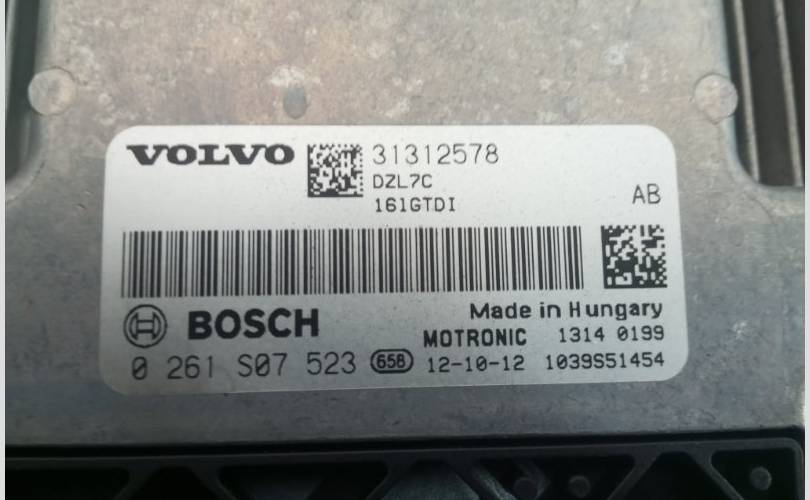 VOLVO 31312578
DZL7C
161GTDI
AB
Made in Hungary
BOSCH
MOTRONIC 1314 0199
0 261 S07 523 658 12-10-12 1039S51454